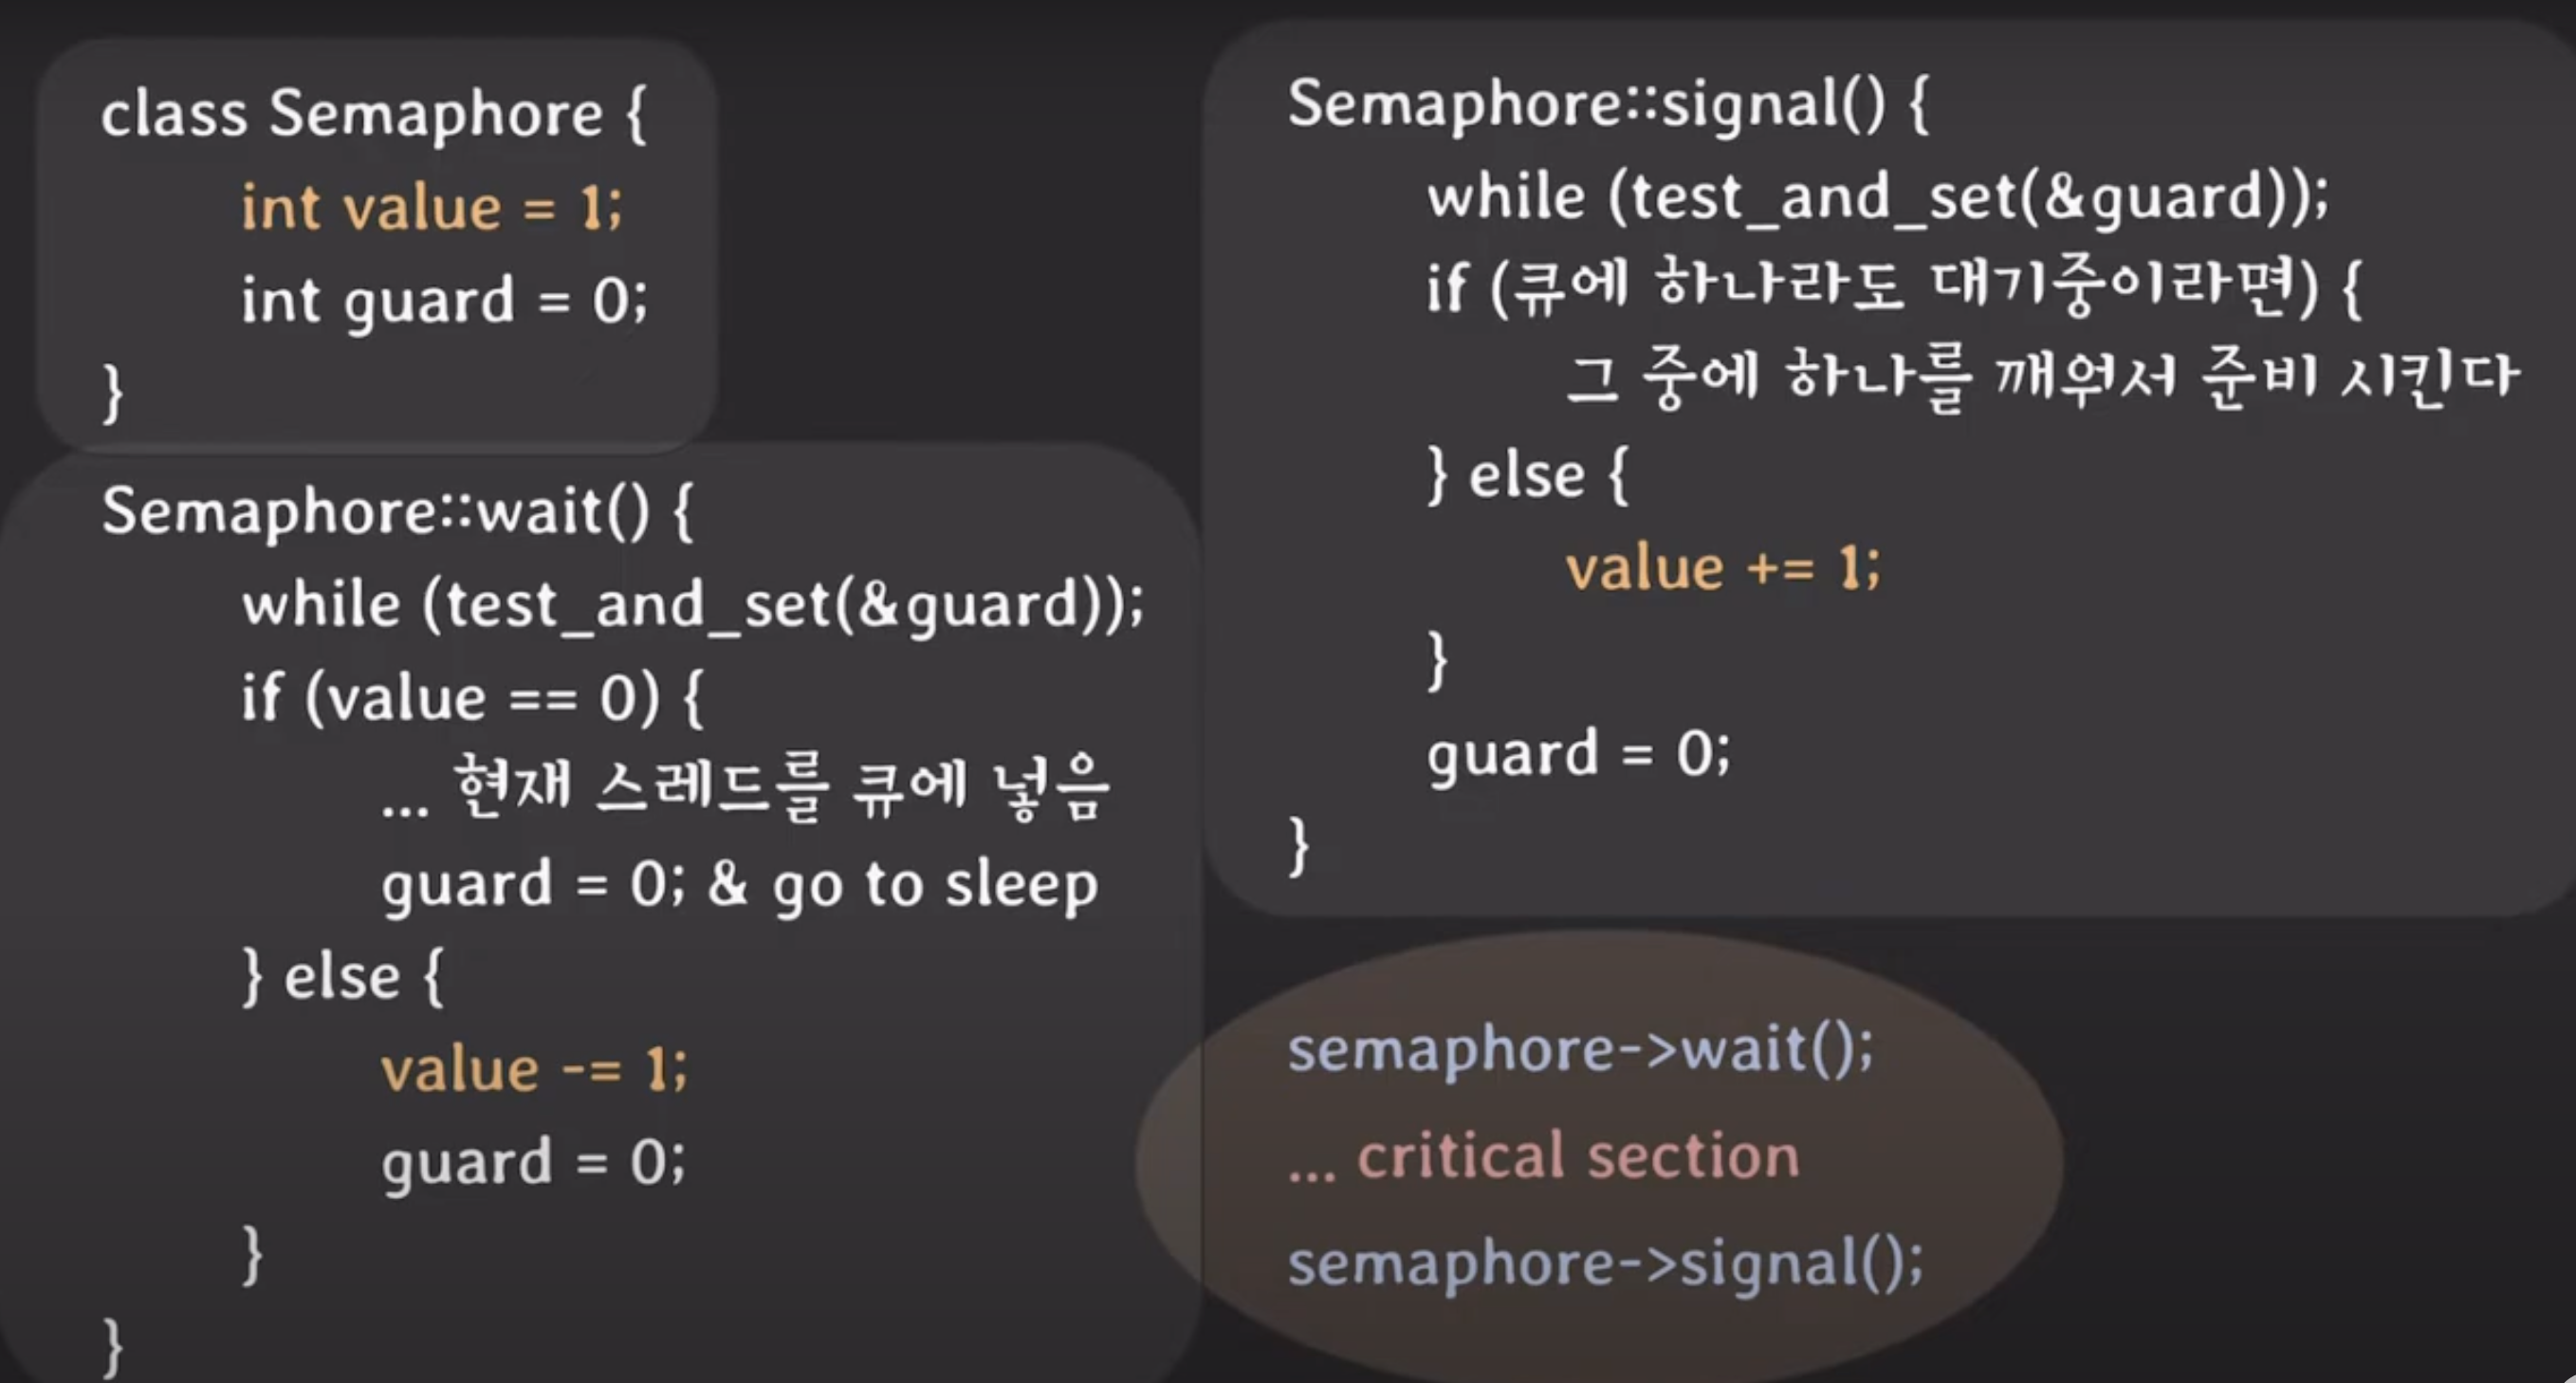 class Semaphore {
int value = 1;
int guard = 0;
}
Semaphore::wait() {
while (test_and_set(&guard));
if (value == 0) {
... 현재 스레드를 큐에 넣음
guard = 0; & go to sleep
} else {
value -= 1;
guard = 0;
}
}
Semaphore::signal() {
while (test_and_set(&guard));
if (큐에 하나라도 대기중이라면) {
그 중에 하나를 깨워서 준비 시킨다
} else {
value += 1;
}
guard = 0;
}
semaphore->wait();
... critical section
semaphore->signal();